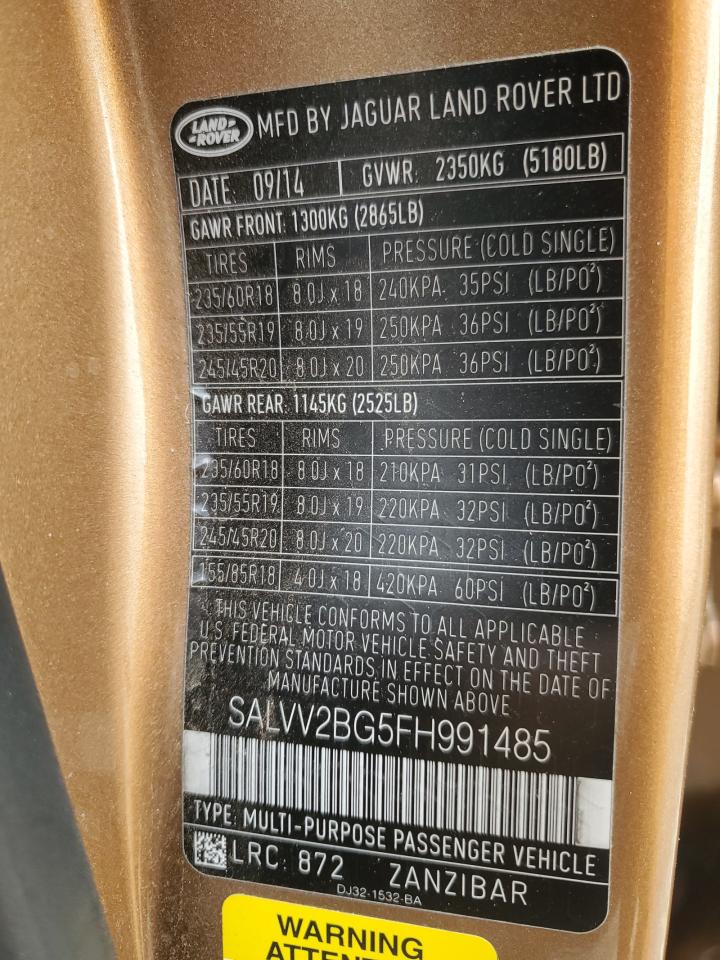 LAND-
-ROVER
MFD BY JAGUAR LAND ROVER LTD
DATE: 09/14 GVWR: 2350KG (5180LB)
GAWR FRONT: 1300KG (2865LB)
TIRES RIMS PRESSURE (COLD SINGLE)
235/60R18 8.0J x 18 240KPA 35PSI (LB/PO²)
235/55R19 8.0J x 19 250KPA 36PSI (LB/PO²)
245/45R20 8.0J x 20 250KPA 36PSI (LB/PO²)
GAWR REAR: 1145KG (2525LB)
TIRES RIMS PRESSURE (COLD SINGLE)
235/60R18 8.0J x 18 210KPA 31PSI (LB/PO²)
235/55R19 8.0J x 19 220KPA 32PSI (LB/PO²)
245/45R20 8.0J x 20 220KPA 32PSI (LB/PO²)
155/85R18 4.0J x 18 420KPA 60PSI (LB/PO²)
THIS VEHICLE CONFORMS TO ALL APPLICABLE
U.S. FEDERAL MOTOR VEHICLE SAFETY AND THEFT
PREVENTION STANDARDS IN EFFECT ON THE DATE OF
MANUFACTURE SHOWN ABOVE.
SALVV2BG5FH991485
TYPE: MULTI-PURPOSE PASSENGER VEHICLE
LRC: 872 ZANZIBAR
DJ32-1532-BA
WARNING